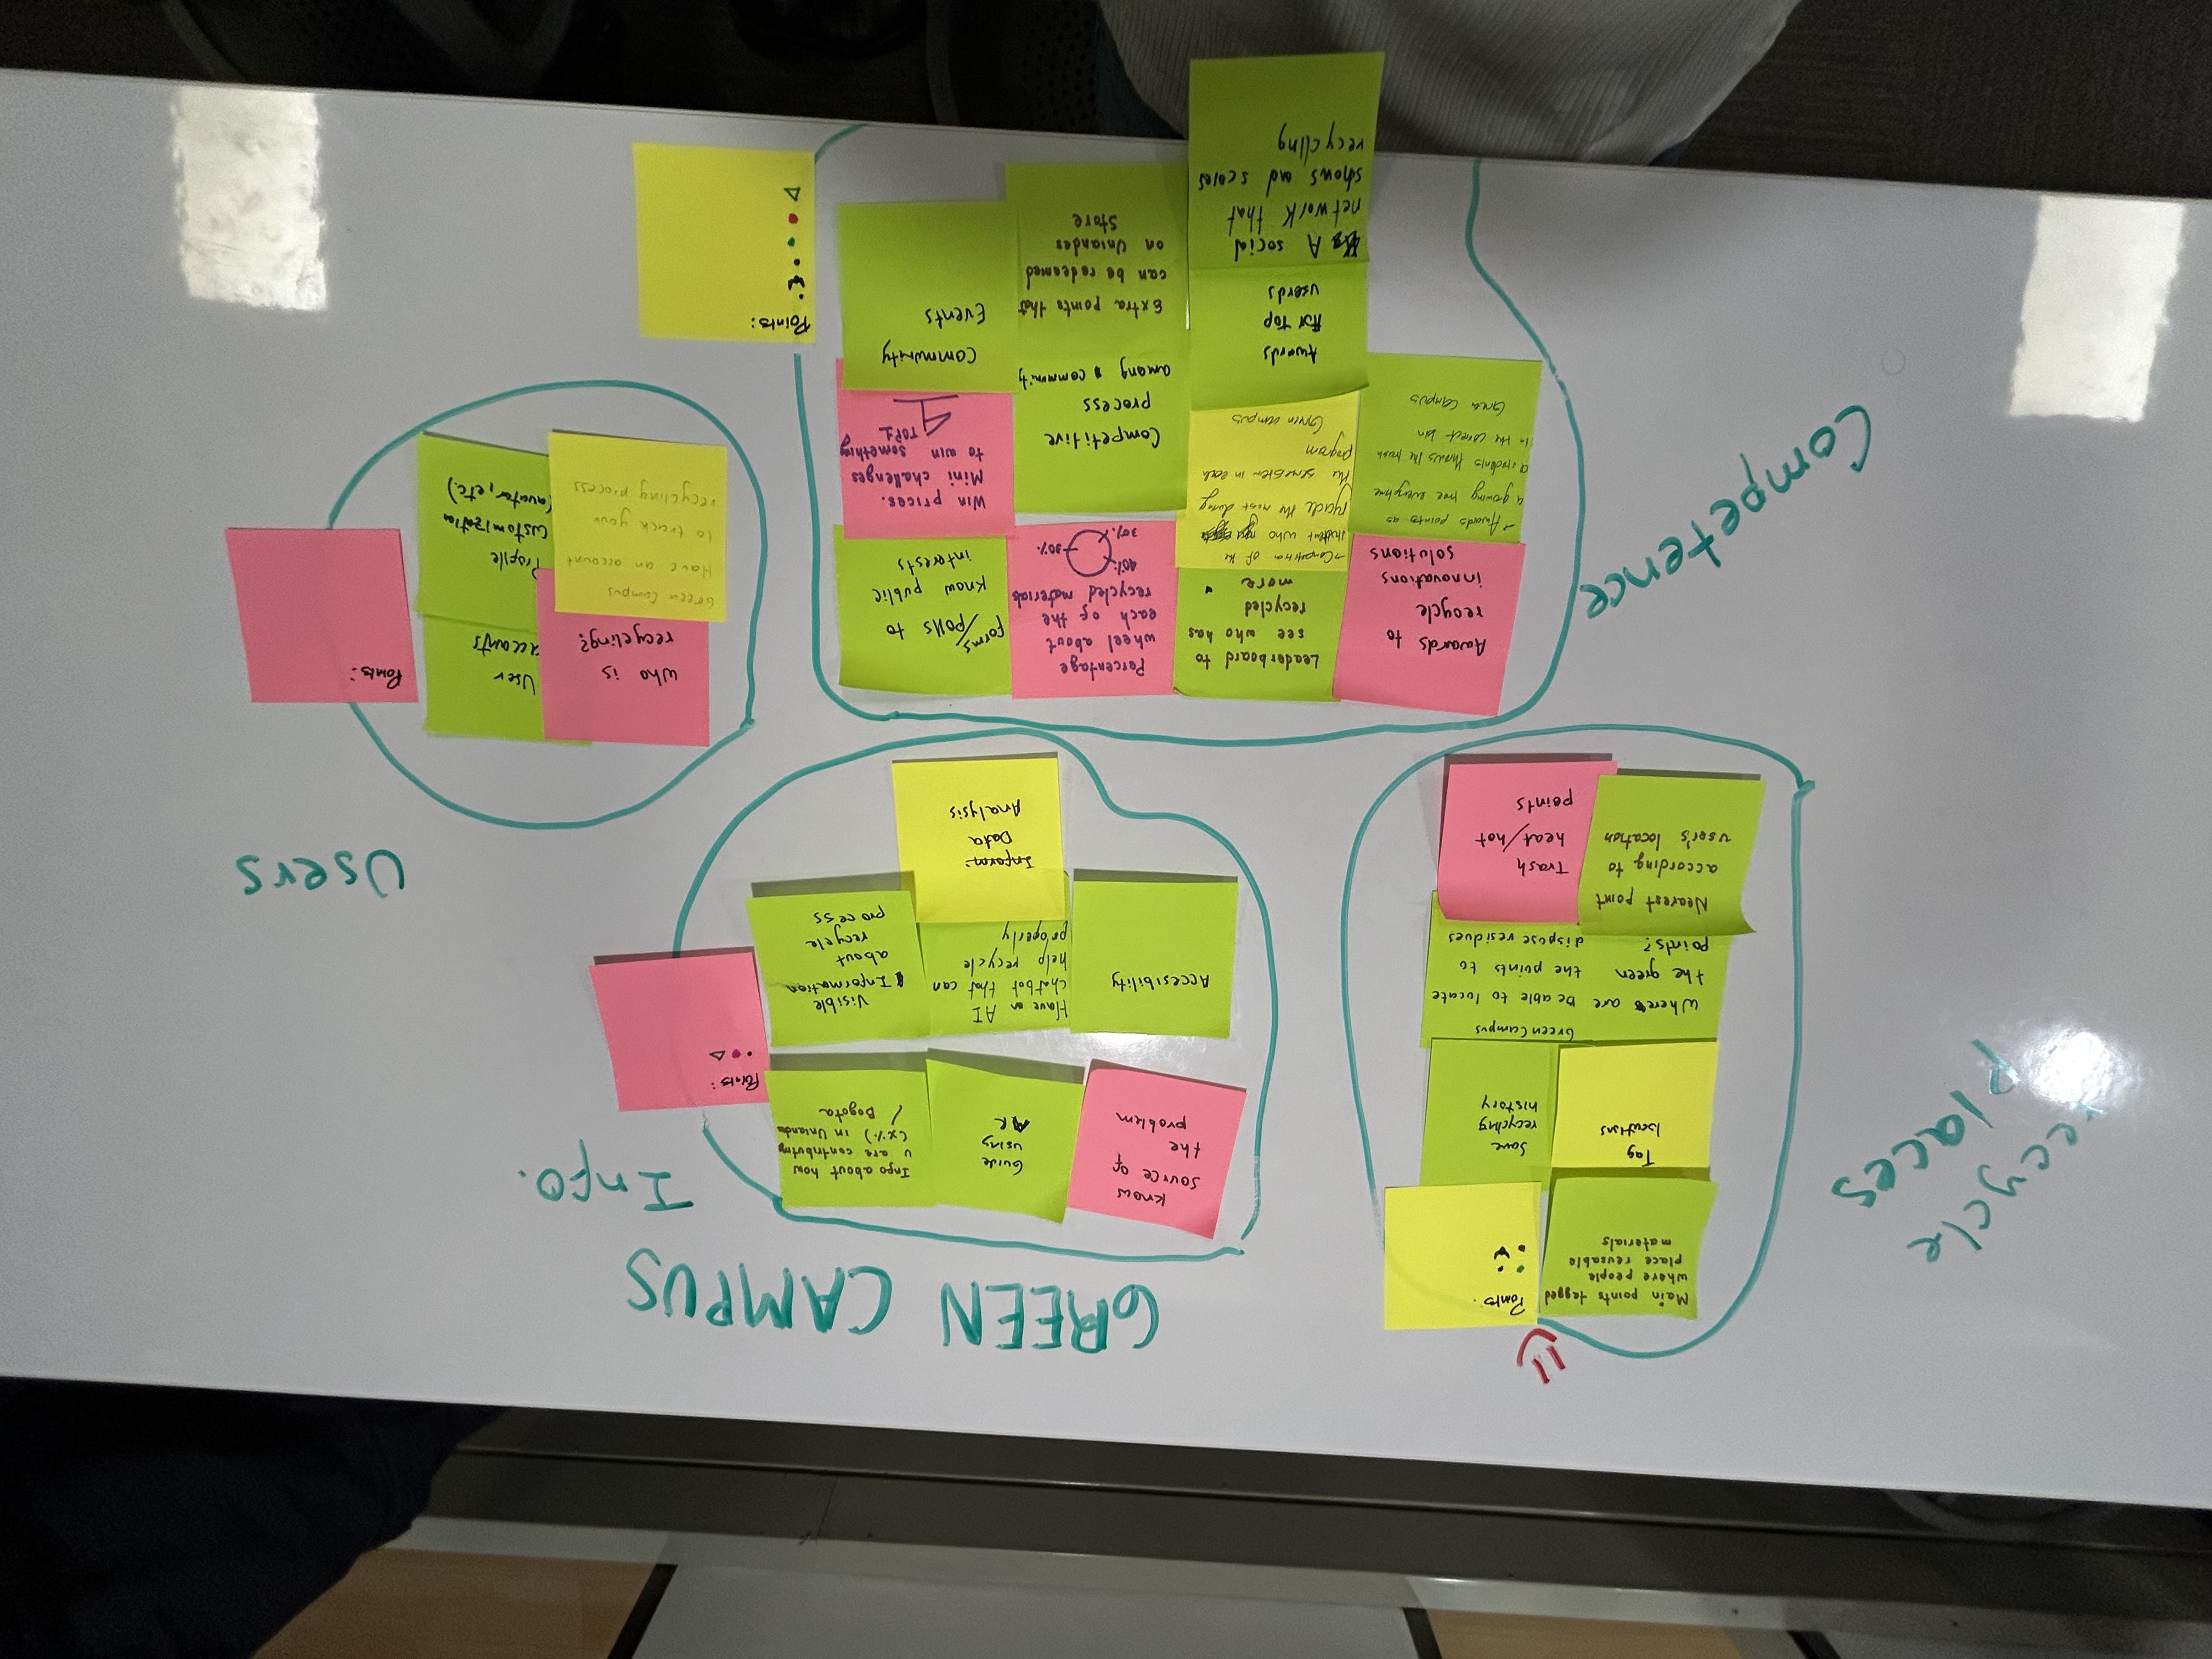 GREEN CAMPUS
Recycle
Places
Main points tagged
where people
place reusable
materials
Points:
Tag
locations
Save
recycling
history
Where are
the green
points?
Green Campus
Be able to locate
the points to
dispose residues
Nearest point
according to
user's location
Trash
heat/hot
points
Info.
Know
source of
the
problem
Guide
using
AR
Info about how
u are contributing
(x%) in Uniandes
/ Bogota
Points:
Accesibility
Have an AI
chatbot that can
help recycle
properly
Visible
Information
about
recycle
process
Data
Analysis
Users
Who is
recycling?
User
accounts
Points:
Green Campus
Have an account
to track your
recycling process
Profile
customization
(avatar, etc.)
Competence
Awards to
recycle
innovations
solutions
Leaderboard to
see who has
recycled
more
Percentage
wheel about
each of the
recycled materials
40%
30%
30%
Forms/polls to
know public
interests
→ Awards points as
a growing tree everytime
a students throws the trash
in the correct bin
Green campus
→ Competition of the
student who
recycle the most during
the semester in each
program
Green campus
Competitive
process
among community
Win prices.
Mini challenges
to win something
TOP1
Awards
For top
users
Extra points that
can be redeemed
on Uniandes
store
Community
Events
A social
network that
shows and scores
recycling
Points: